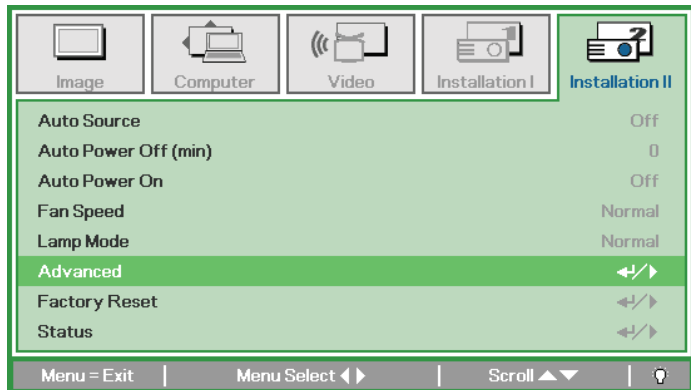 Image Computer Video Installation I Installation II
Auto Source Off
Auto Power Off (min) 0
Auto Power On Off
Fan Speed Normal
Lamp Mode Normal
Advanced
Factory Reset
Status
Menu = Exit Menu Select Scroll